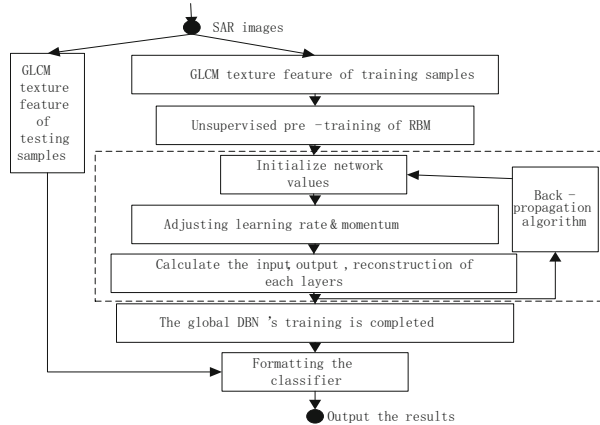 SAR images
GLCM
texture
feature
of
testing
samples
GLCM texture feature of training samples
Unsupervised pre -training of RBM
Initialize network
values
Back -
propagation
algorithm
Adjusting learning rate & momentum
Calculate the input, output , reconstruction of
each layers
The global DBN 's training is completed
Formatting the
classifier
Output the results